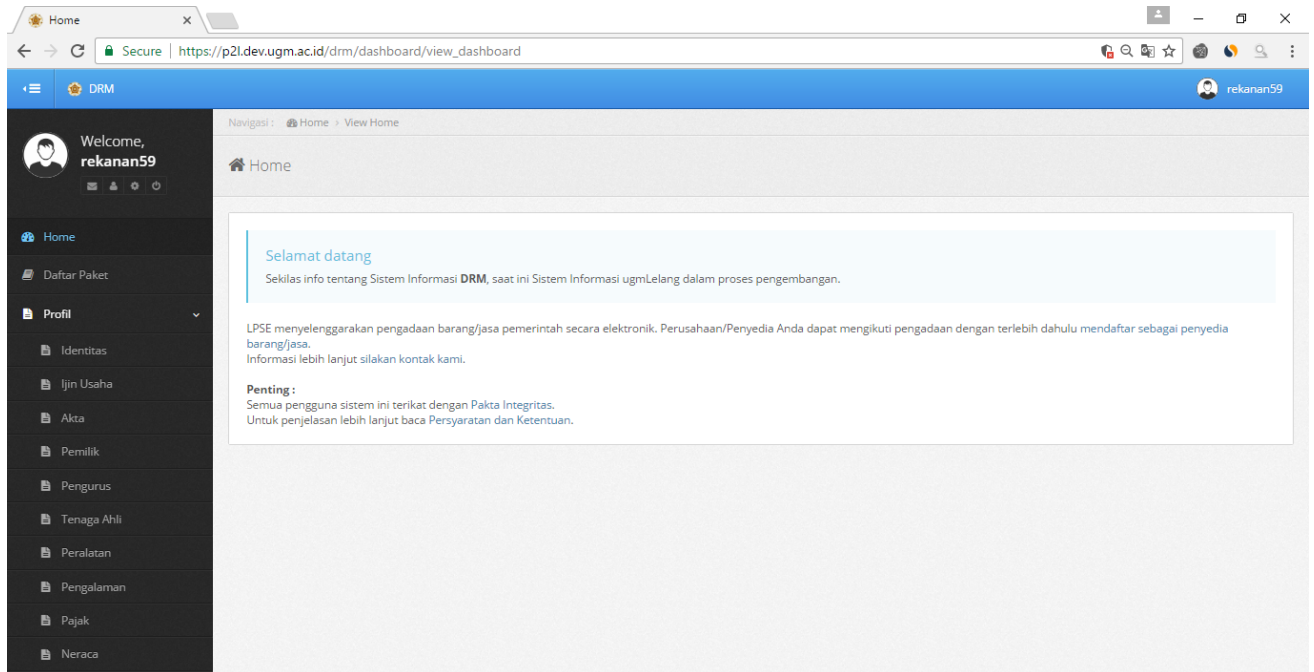 Home
Secure | https://p2l.dev.ugm.ac.id/drm/dashboard/view_dashboard
DRM
rekanan59
Welcome,
rekanan59
Home
Daftar Paket
Profil
Identitas
Ijin Usaha
Akta
Pemilik
Pengurus
Tenaga Ahli
Peralatan
Pengalaman
Pajak
Neraca
Navigasi : Home > View Home
Home
Selamat datang
Sekilas info tentang Sistem Informasi DRM, saat ini Sistem Informasi ugmLelang dalam proses pengembangan.
LPSE menyelenggarakan pengadaan barang/jasa pemerintah secara elektronik. Perusahaan/Penyedia Anda dapat mengikuti pengadaan dengan terlebih dahulu mendaftar sebagai penyedia
barang/jasa.
Informasi lebih lanjut silakan kontak kami.
Penting :
Semua pengguna sistem ini terikat dengan Pakta Integritas.
Untuk penjelasan lebih lanjut baca Persyaratan dan Ketentuan.